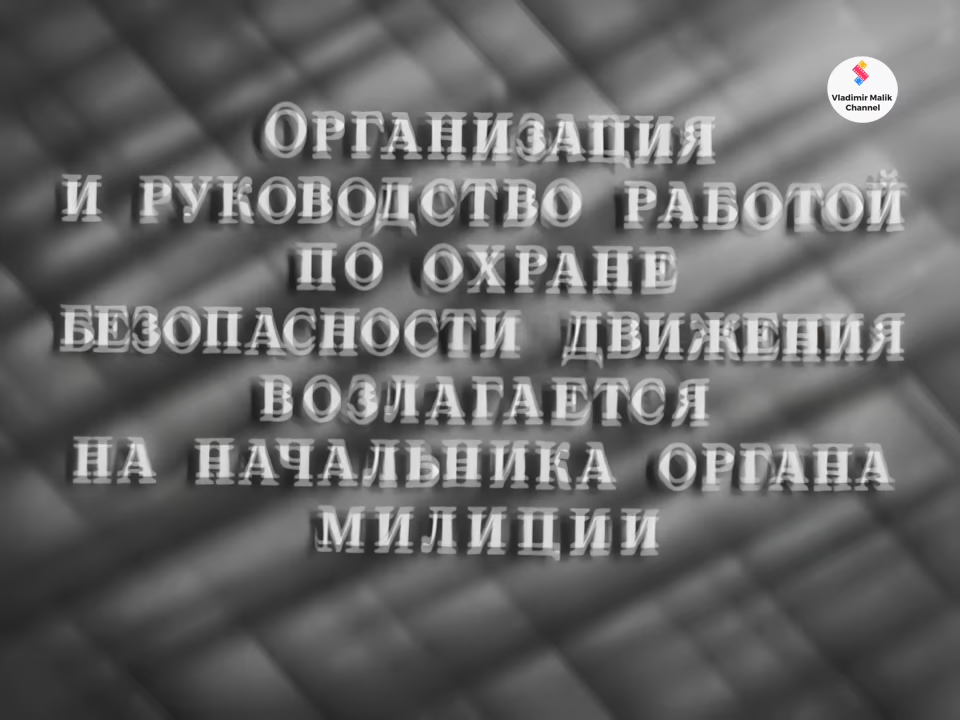 Vladimir Malik
Channel
Организация
и руководство работой
по охране
безопасности движения
возлагается
на начальника органа
милиции